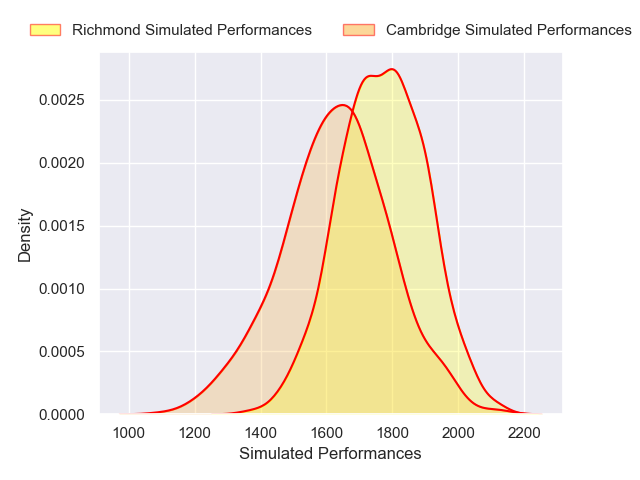 Richmond Simulated Performances Cambridge Simulated Performances
0.0025
0.0020
0.0015
0.0010
0.0005
0.0000
Density
1000 1200 1400 1600 1800 2000 2200
Simulated Performances